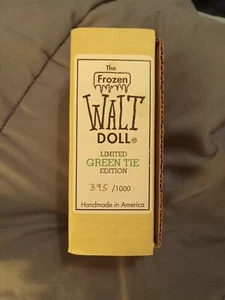 The
Frozen
WALT
DOLL®
LIMITED
GREEN TIE
EDITION
395 /1000
Handmade in America